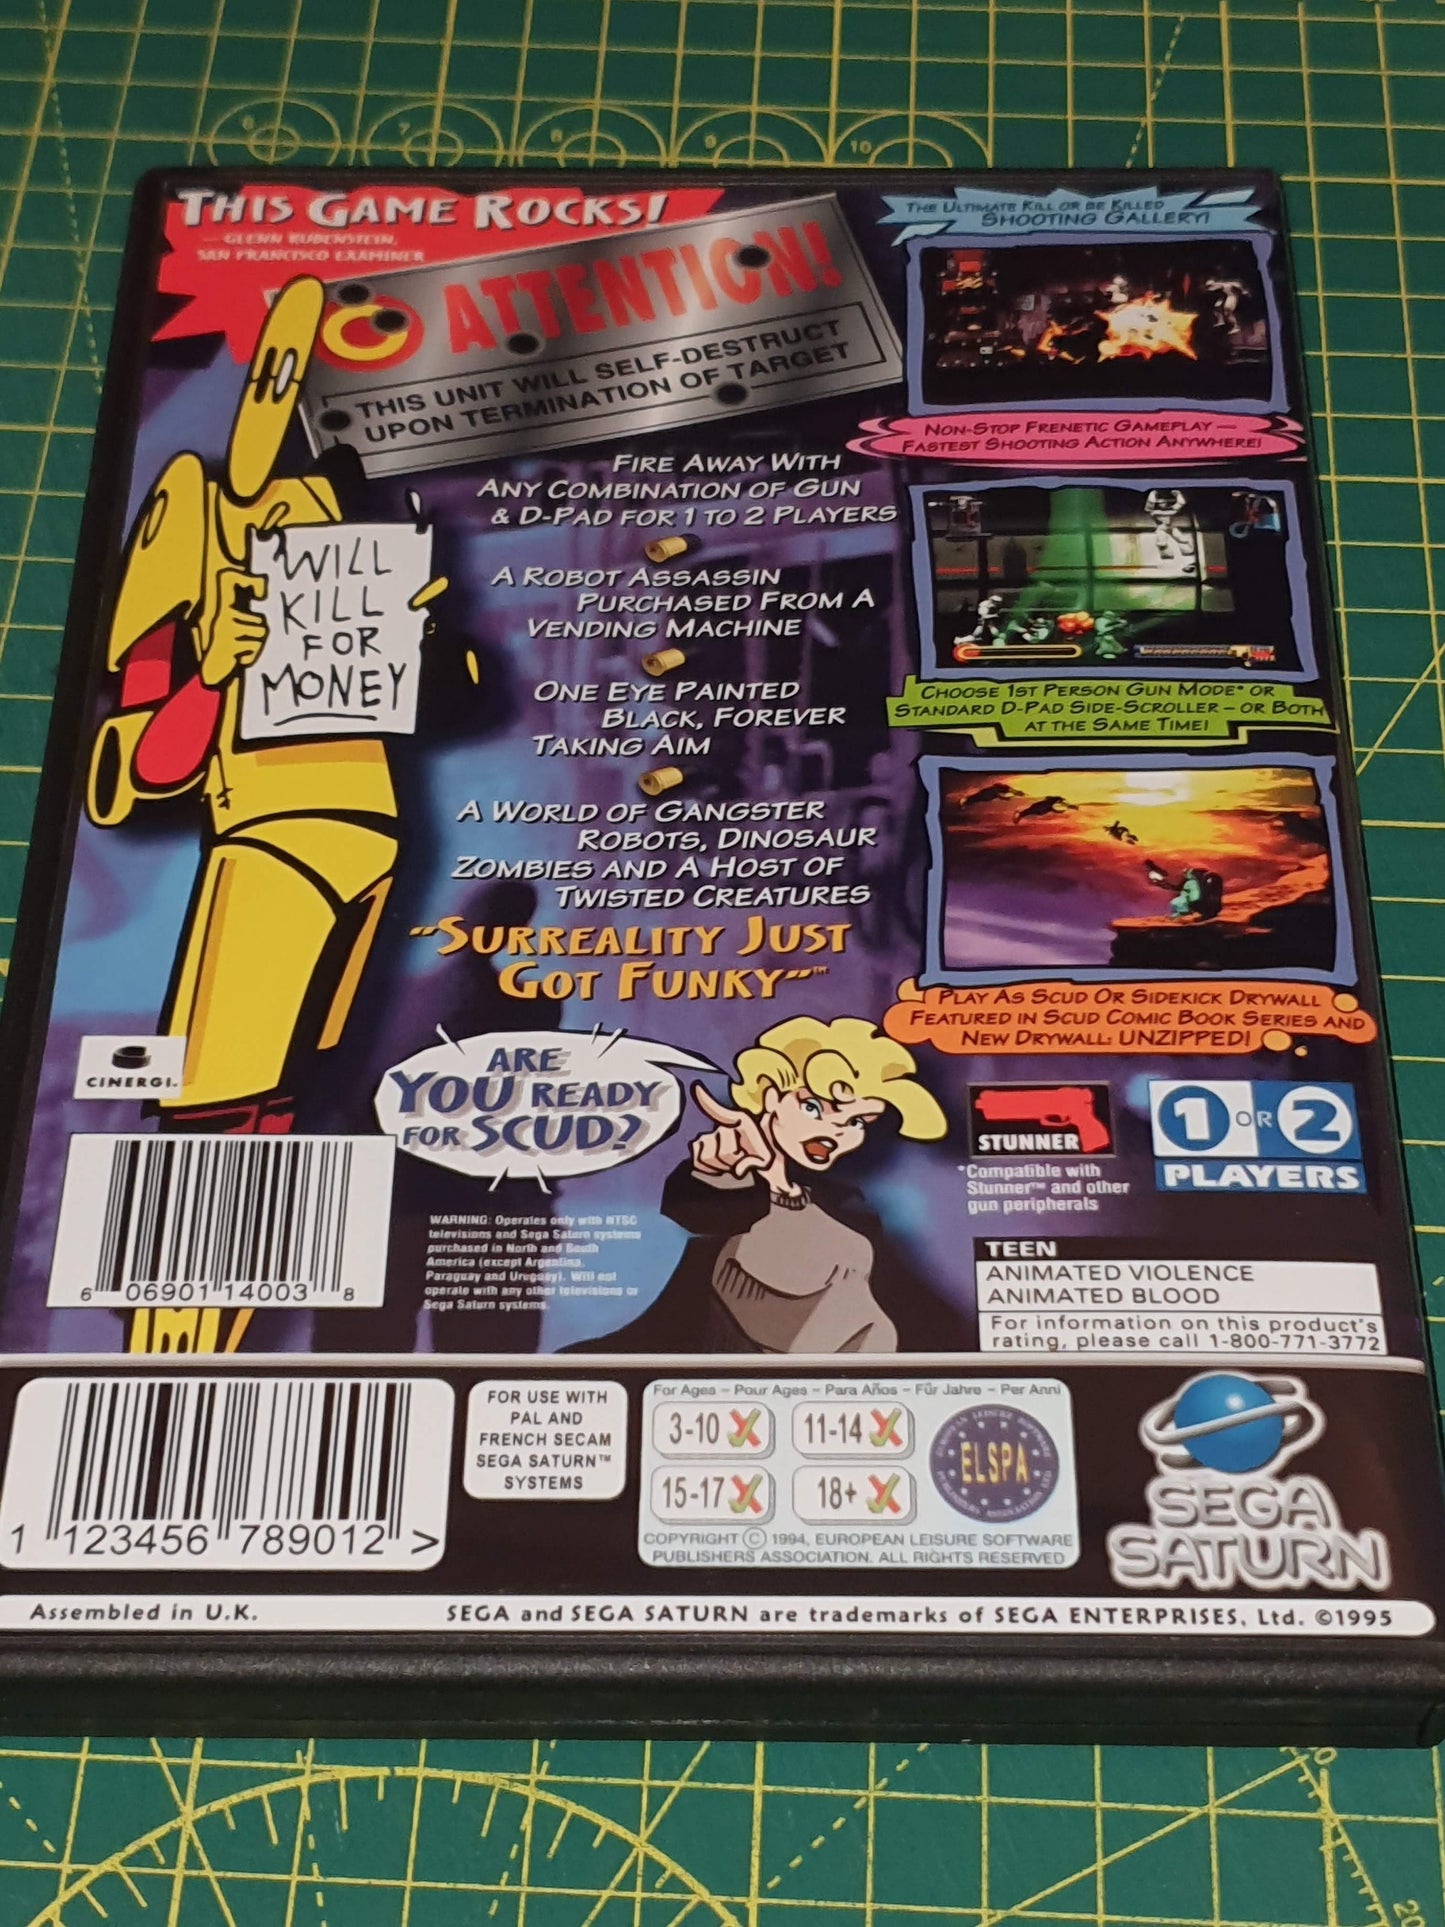 THIS GAME ROCKS!
— GLENN RUBENSTEIN,
SAN FRANCISCO EXAMINER
ATTENTION!
THIS UNIT WILL SELF-DESTRUCT
UPON TERMINATION OF TARGET
WILL
KILL
FOR
MONEY
FIRE AWAY WITH
ANY COMBINATION OF GUN
& D-PAD FOR 1 TO 2 PLAYERS
A ROBOT ASSASSIN
PURCHASED FROM A
VENDING MACHINE
ONE EYE PAINTED
BLACK, FOREVER
TAKING AIM
A WORLD OF GANGSTER
ROBOTS, DINOSAUR
ZOMBIES AND A HOST OF
TWISTED CREATURES
"SURREALITY JUST
GOT FUNKY"™
THE ULTIMATE KILL OR BE KILLED
SHOOTING GALLERY!
NON-STOP FRENETIC GAMEPLAY —
FASTEST SHOOTING ACTION ANYWHERE!
CHOOSE 1ST PERSON GUN MODE* OR
STANDARD D-PAD SIDE-SCROLLER – OR BOTH
AT THE SAME TIME!
PLAY AS SCUD OR SIDEKICK DRYWALL
FEATURED IN SCUD COMIC BOOK SERIES AND
NEW DRYWALL: UNZIPPED!
CINERGI™
ARE
YOU READY
FOR SCUD?
STUNNER
*Compatible with
Stunner™ and other
gun peripherals
1 OR 2
PLAYERS
WARNING: Operates only with NTSC
televisions and Sega Saturn systems
purchased in North and South
America (except Argentina,
Paraguay and Uruguay). Will not
operate with any other televisions or
Sega Saturn systems.
6 06901 14003 8
TEEN
ANIMATED VIOLENCE
ANIMATED BLOOD
For information on this product's
rating, please call 1-800-771-3772
1 123456 789012 >
FOR USE WITH
PAL AND
FRENCH SECAM
SEGA SATURN™
SYSTEMS
For Ages – Pour Ages – Para Años – Für Jahre – Per Anni
3-10 11-14
15-17 18+
ELSPA
COPYRIGHT © 1994, EUROPEAN LEISURE SOFTWARE
PUBLISHERS ASSOCIATION. ALL RIGHTS RESERVED
SEGA
SATURN
Assembled in U.K.
SEGA and SEGA SATURN are trademarks of SEGA ENTERPRISES, Ltd. ©1995